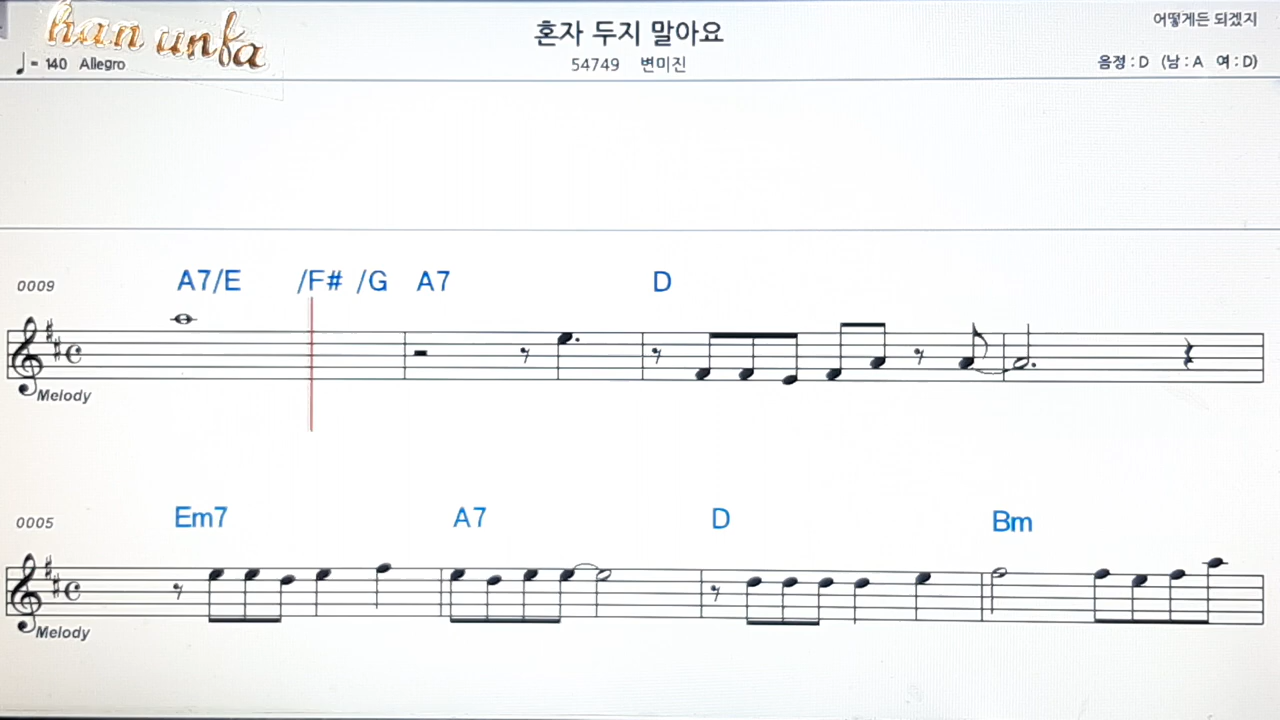 han unfa
혼자 두지 말아요
어떻게든 되겠지
♩= 140 Allegro
54749 변미진
음정 : D (남 : A 여 : D)
0009
A7/E /F# /G A7 D
Melody
0005
Em7 A7 D Bm
Melody